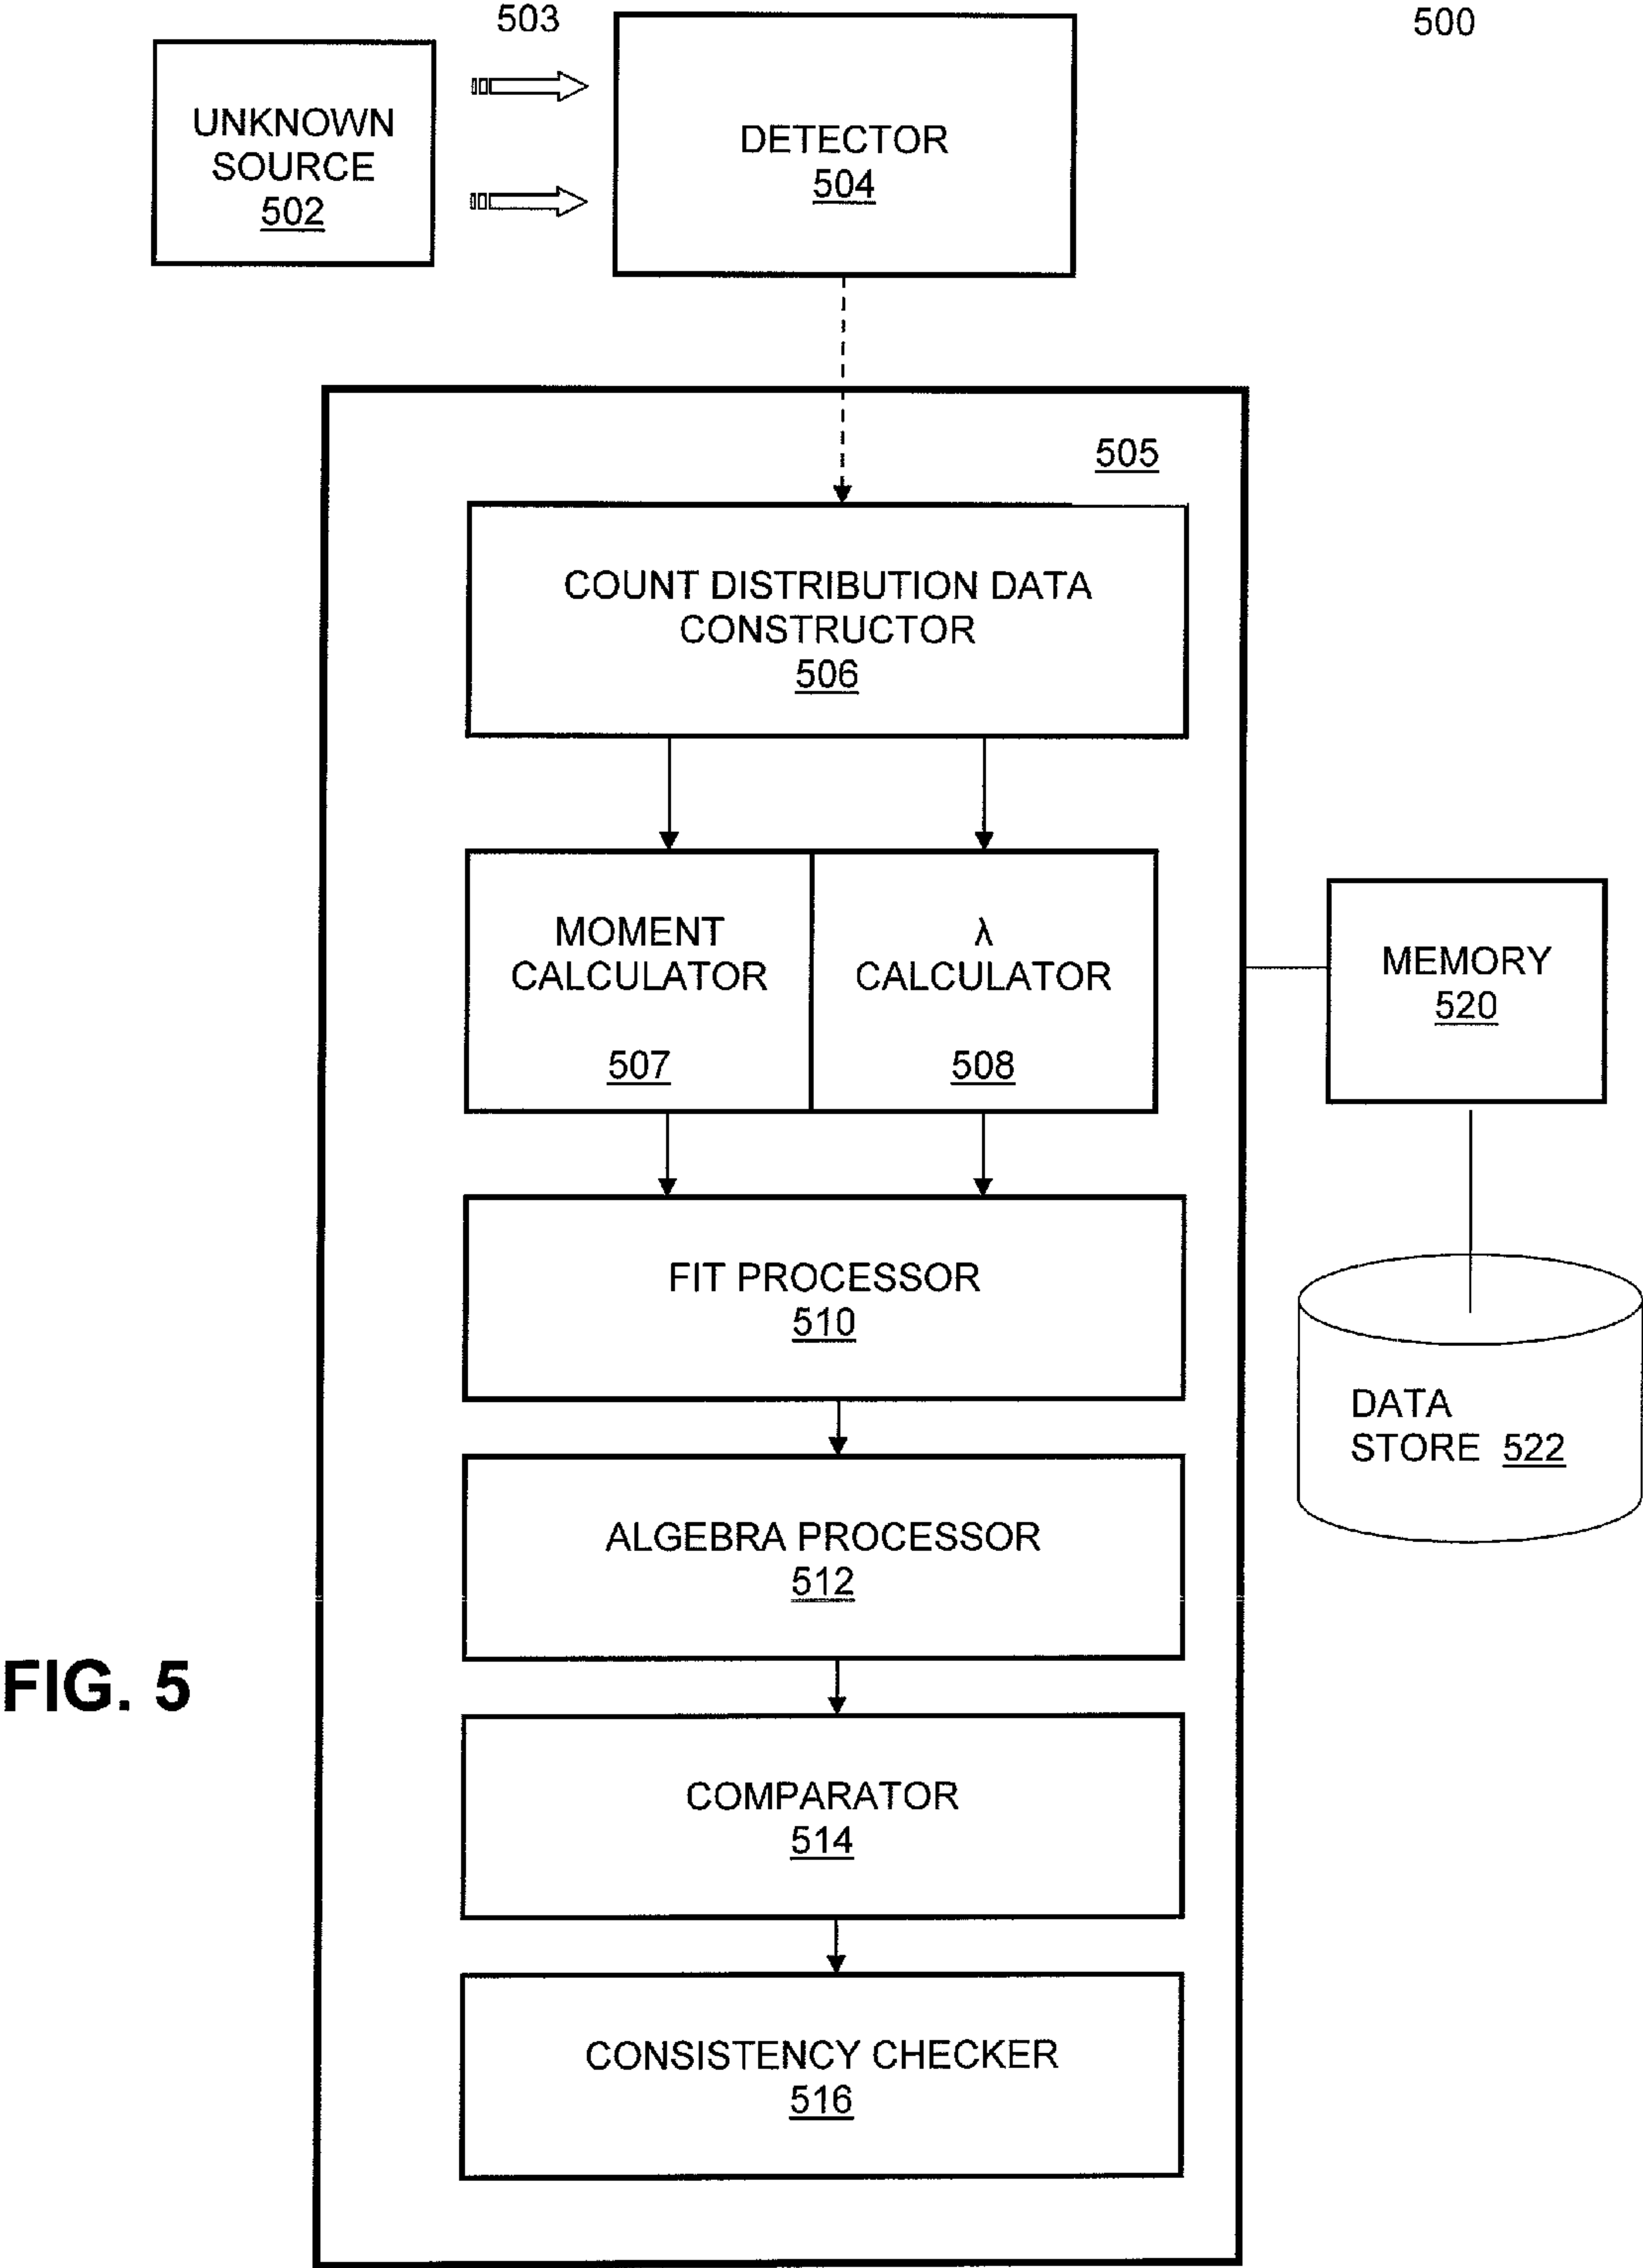 503
500
UNKNOWN
SOURCE
502
DETECTOR
504
505
COUNT DISTRIBUTION DATA
CONSTRUCTOR
506
MOMENT
CALCULATOR
507
λ
CALCULATOR
508
MEMORY
520
FIT PROCESSOR
510
DATA
STORE 522
ALGEBRA PROCESSOR
512
FIG. 5
COMPARATOR
514
CONSISTENCY CHECKER
516